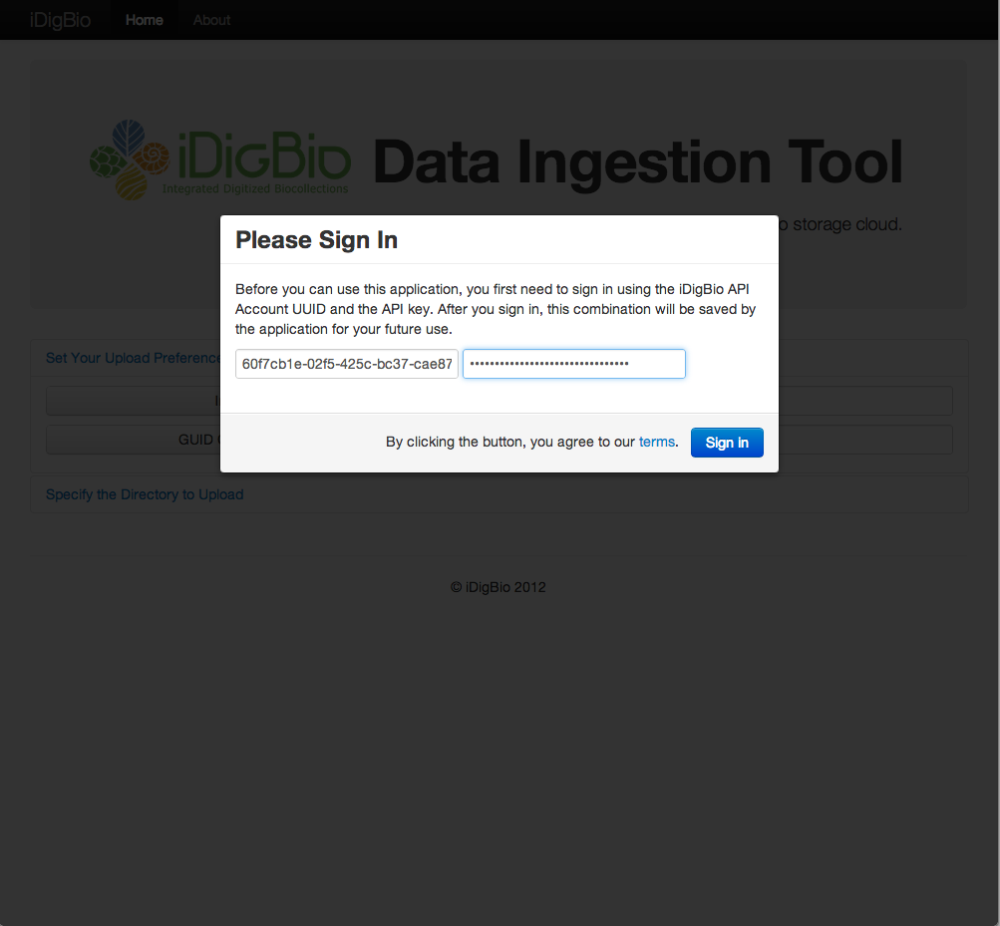 iDigBio Home About
iDigBio Data Ingestion Tool
Integrated Digitized Biocollections
storage cloud.
Please Sign In
Before you can use this application, you first need to sign in using the iDigBio API
Account UUID and the API key. After you sign in, this combination will be saved by
the application for your future use.
60f7cb1e-02f5-425c-bc37-cae87 ••••••••••••••••••••••••••••••••
By clicking the button, you agree to our terms. Sign in
Set Your Upload
GUID
Specify the Directory to Upload
© iDigBio 2012